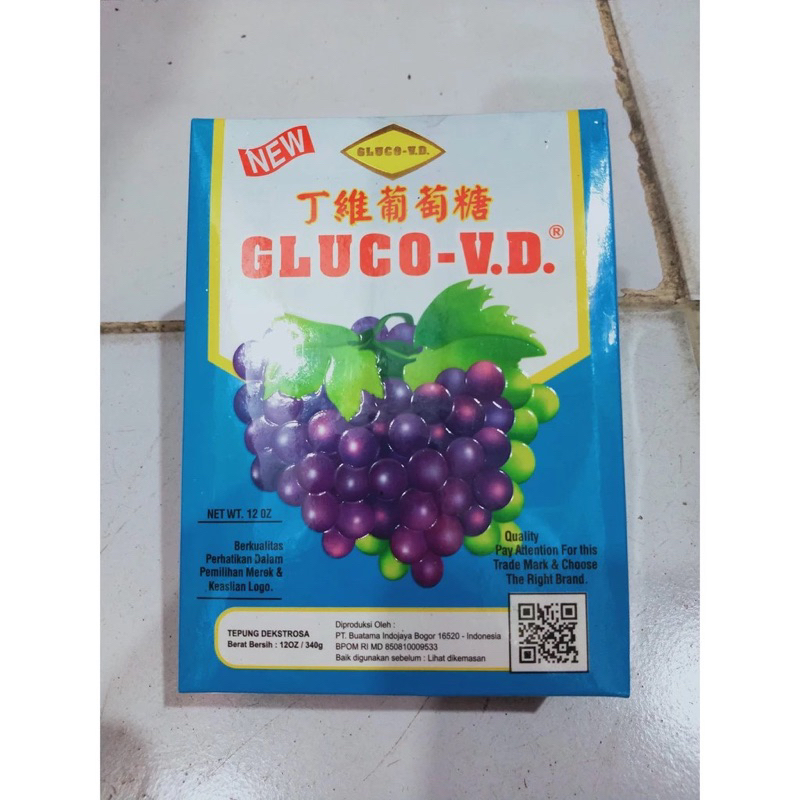 NEW
GLUCO-V.D.
丁維葡萄糖
GLUCO-V.D.®
NET WT. 12 OZ
Berkualitas
Perhatikan Dalam
Pemilihan Merek &
Keaslian Logo.
Quality
Pay Attention For this
Trade Mark & Choose
The Right Brand.
TEPUNG DEKSTROSA
Berat Bersih : 12OZ / 340g
Diproduksi Oleh :
PT. Buatama Indojaya Bogor 16520 - Indonesia
BPOM RI MD 850810009533
Baik digunakan sebelum : Lihat dikemasan